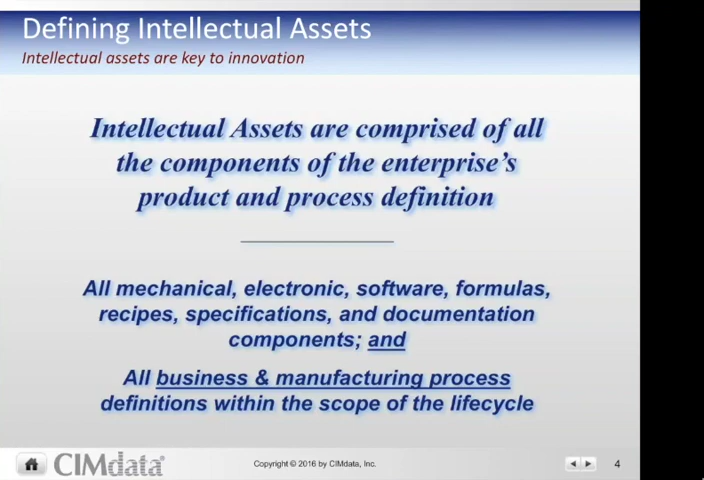 Defining Intellectual Assets
Intellectual assets are key to innovation
Intellectual Assets are comprised of all
the components of the enterprise’s
product and process definition
All mechanical, electronic, software, formulas,
recipes, specifications, and documentation
components; and
All business & manufacturing process
definitions within the scope of the lifecycle
CIMdata®
Copyright © 2016 by CIMdata, Inc.
4